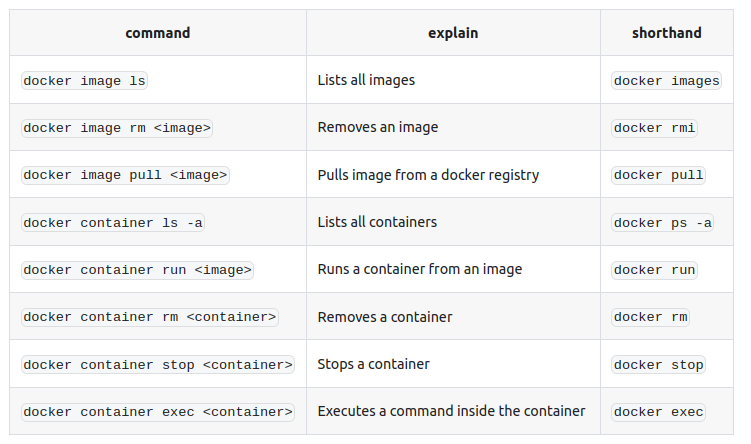 command explain shorthand
docker image ls Lists all images docker images
docker image rm <image> Removes an image docker rmi
docker image pull <image> Pulls image from a docker registry docker pull
docker container ls -a Lists all containers docker ps -a
docker container run <image> Runs a container from an image docker run
docker container rm <container> Removes a container docker rm
docker container stop <container> Stops a container docker stop
docker container exec <container> Executes a command inside the container docker exec